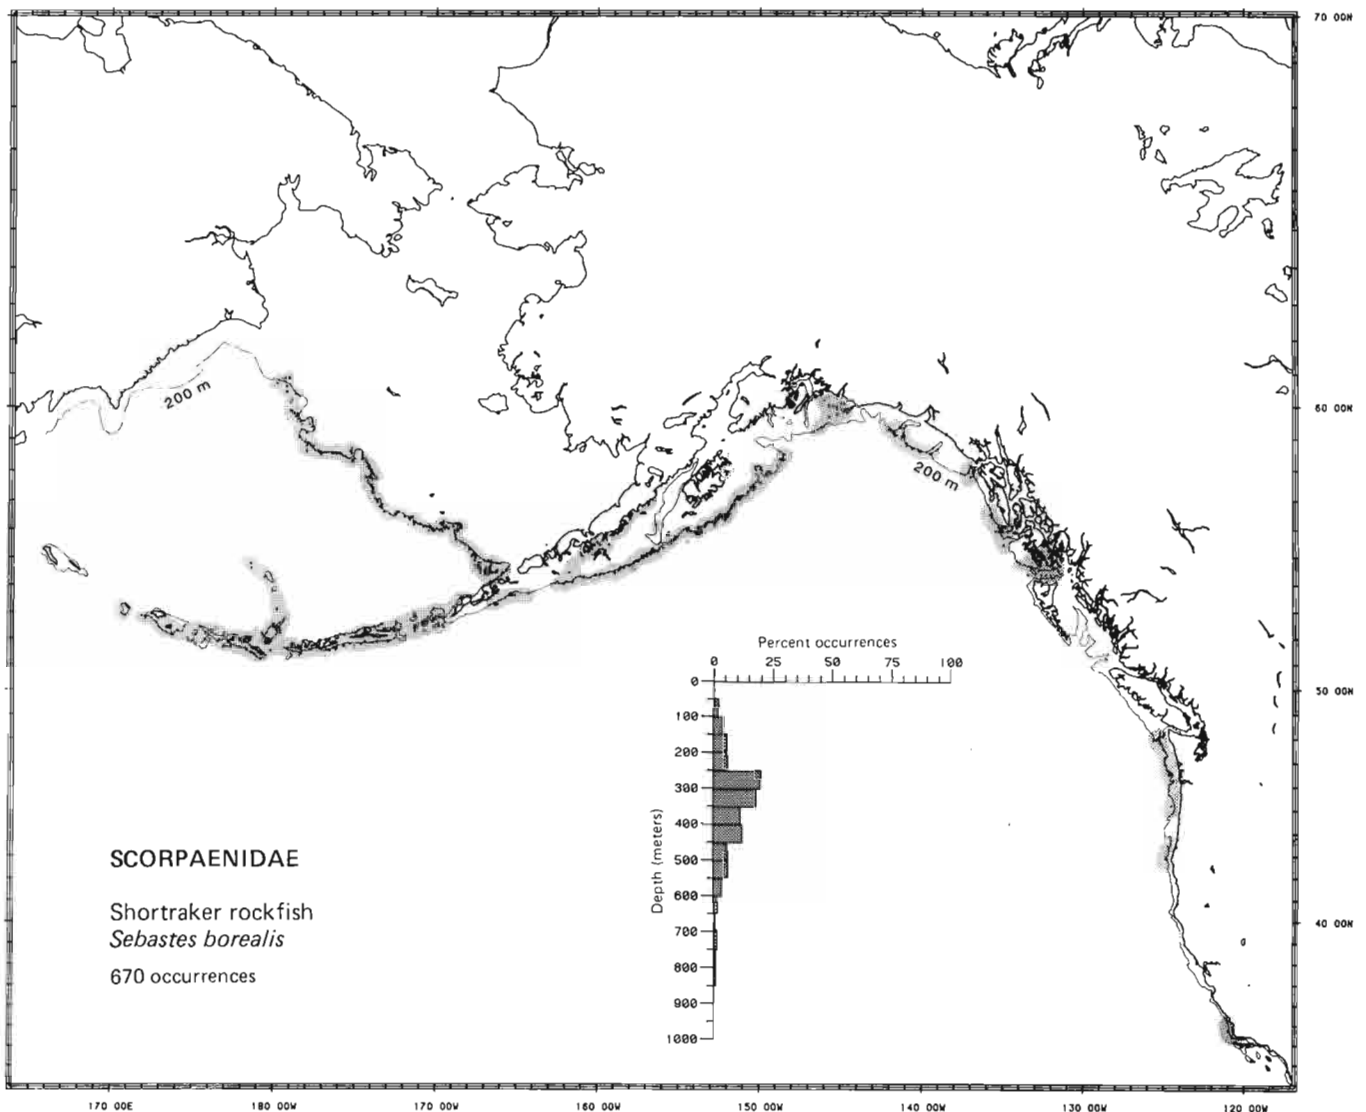 70 00N
200 m
60 00N
200 m
Percent occurrences
0 25 50 75 100
50 00N
0
100
200
300
400
500
600
700
800
900
1000
Depth (meters)
SCORPAENIDAE
Shortraker rockfish
Sebastes borealis
670 occurrences
40 00N
170 00E 180 00W 170 00W 160 00W 150 00W 140 00W 130 00W 120 00W